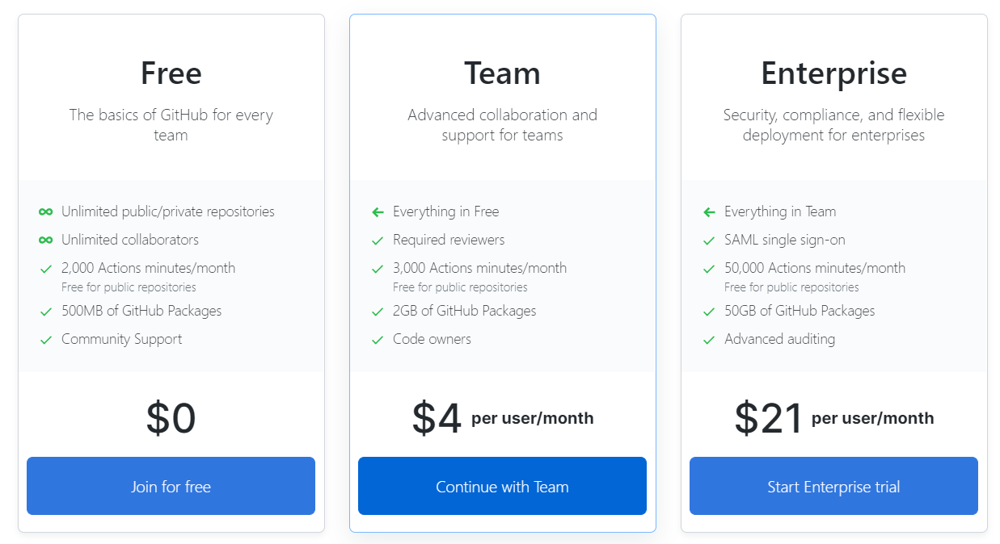 Free
The basics of GitHub for every
team
Unlimited public/private repositories
Unlimited collaborators
2,000 Actions minutes/month
Free for public repositories
500MB of GitHub Packages
Community Support
$0
Join for free
Team
Advanced collaboration and
support for teams
Everything in Free
Required reviewers
3,000 Actions minutes/month
Free for public repositories
2GB of GitHub Packages
Code owners
$4 per user/month
Continue with Team
Enterprise
Security, compliance, and flexible
deployment for enterprises
Everything in Team
SAML single sign-on
50,000 Actions minutes/month
Free for public repositories
50GB of GitHub Packages
Advanced auditing
$21 per user/month
Start Enterprise trial